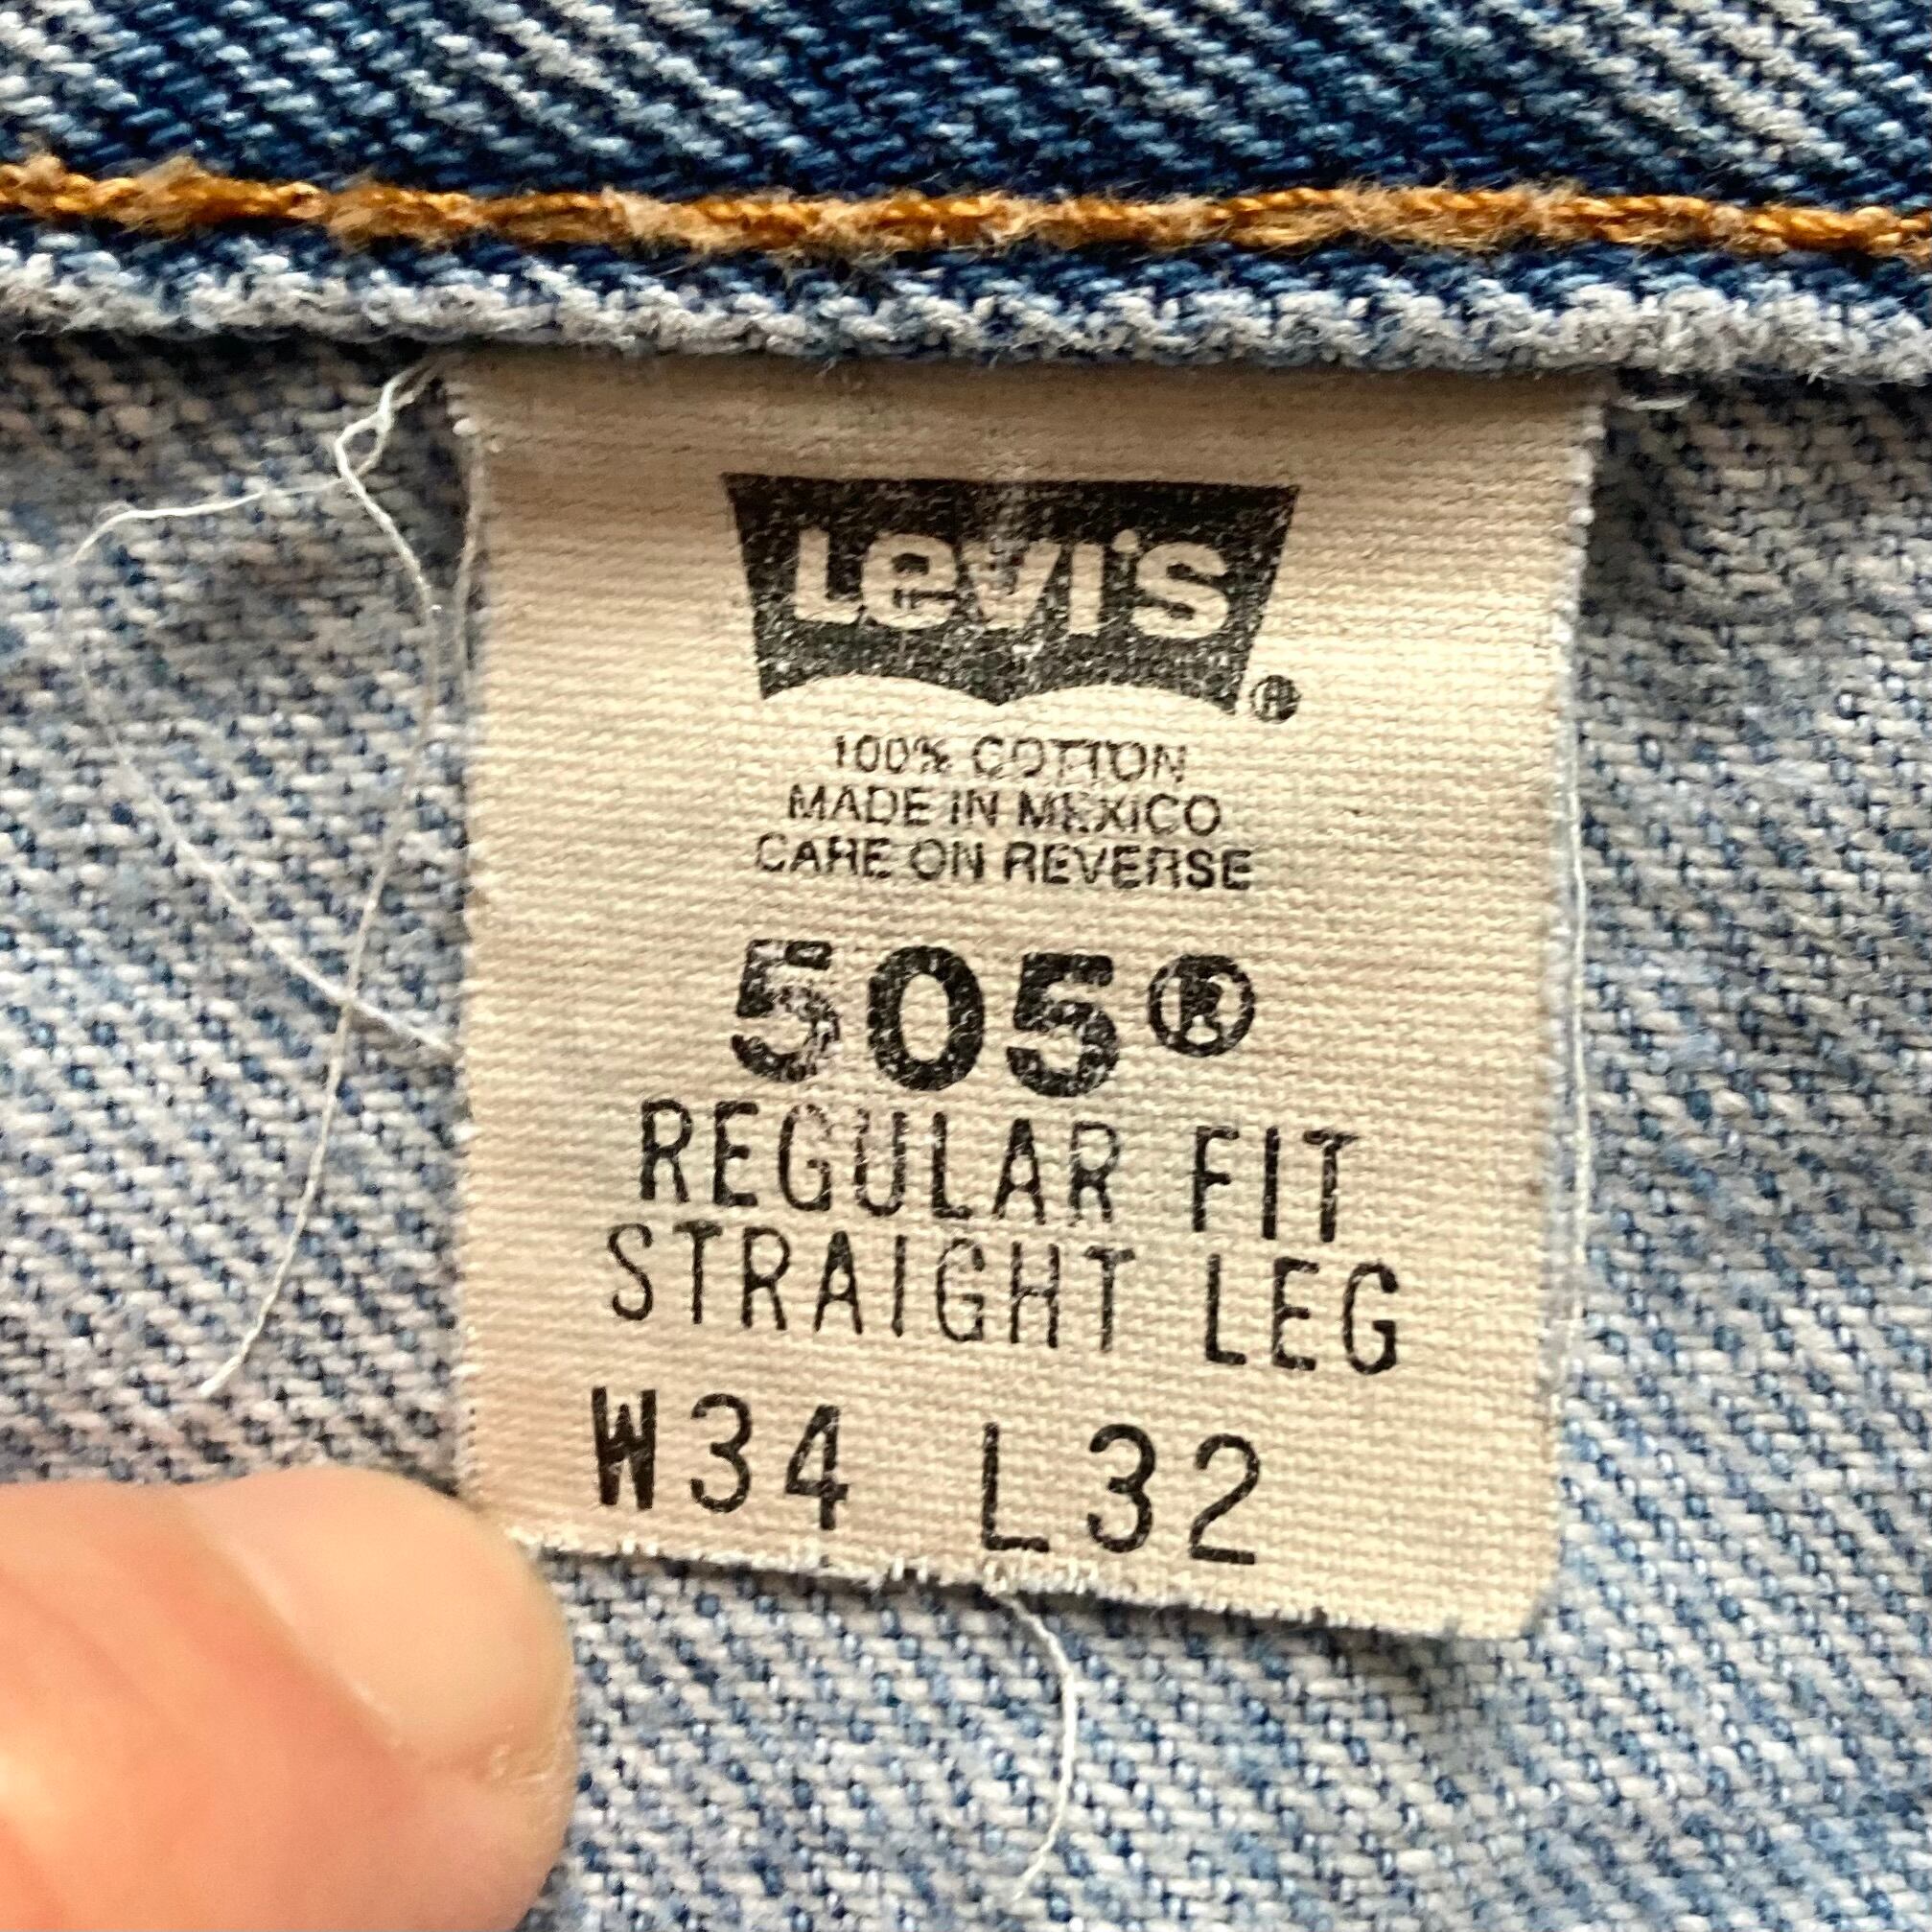 Levi's ®
100% COTTON
MADE IN MEXICO
CARE ON REVERSE
505®
REGULAR FIT
STRAIGHT LEG
W34 L32